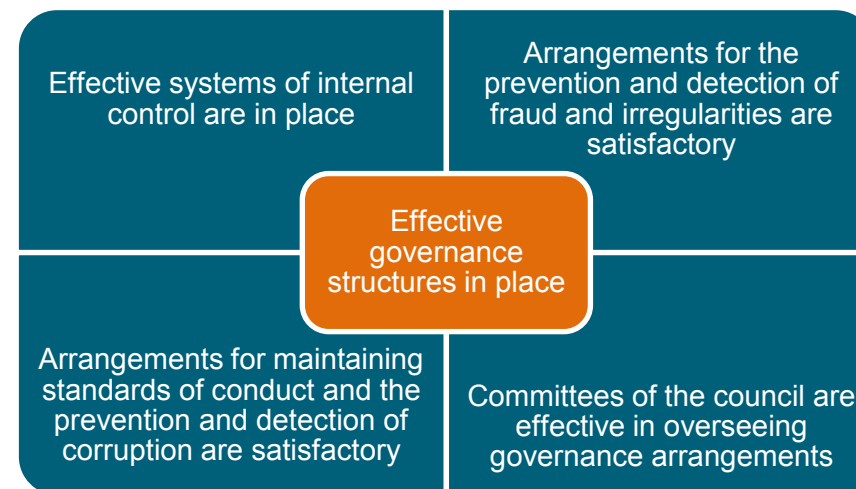 Effective systems of internal
control are in place
Arrangements for the
prevention and detection of
fraud and irregularities are
satisfactory
Effective
governance
structures in place
Arrangements for maintaining
standards of conduct and the
prevention and detection of
corruption are satisfactory
Committees of the council are
effective in overseeing
governance arrangements